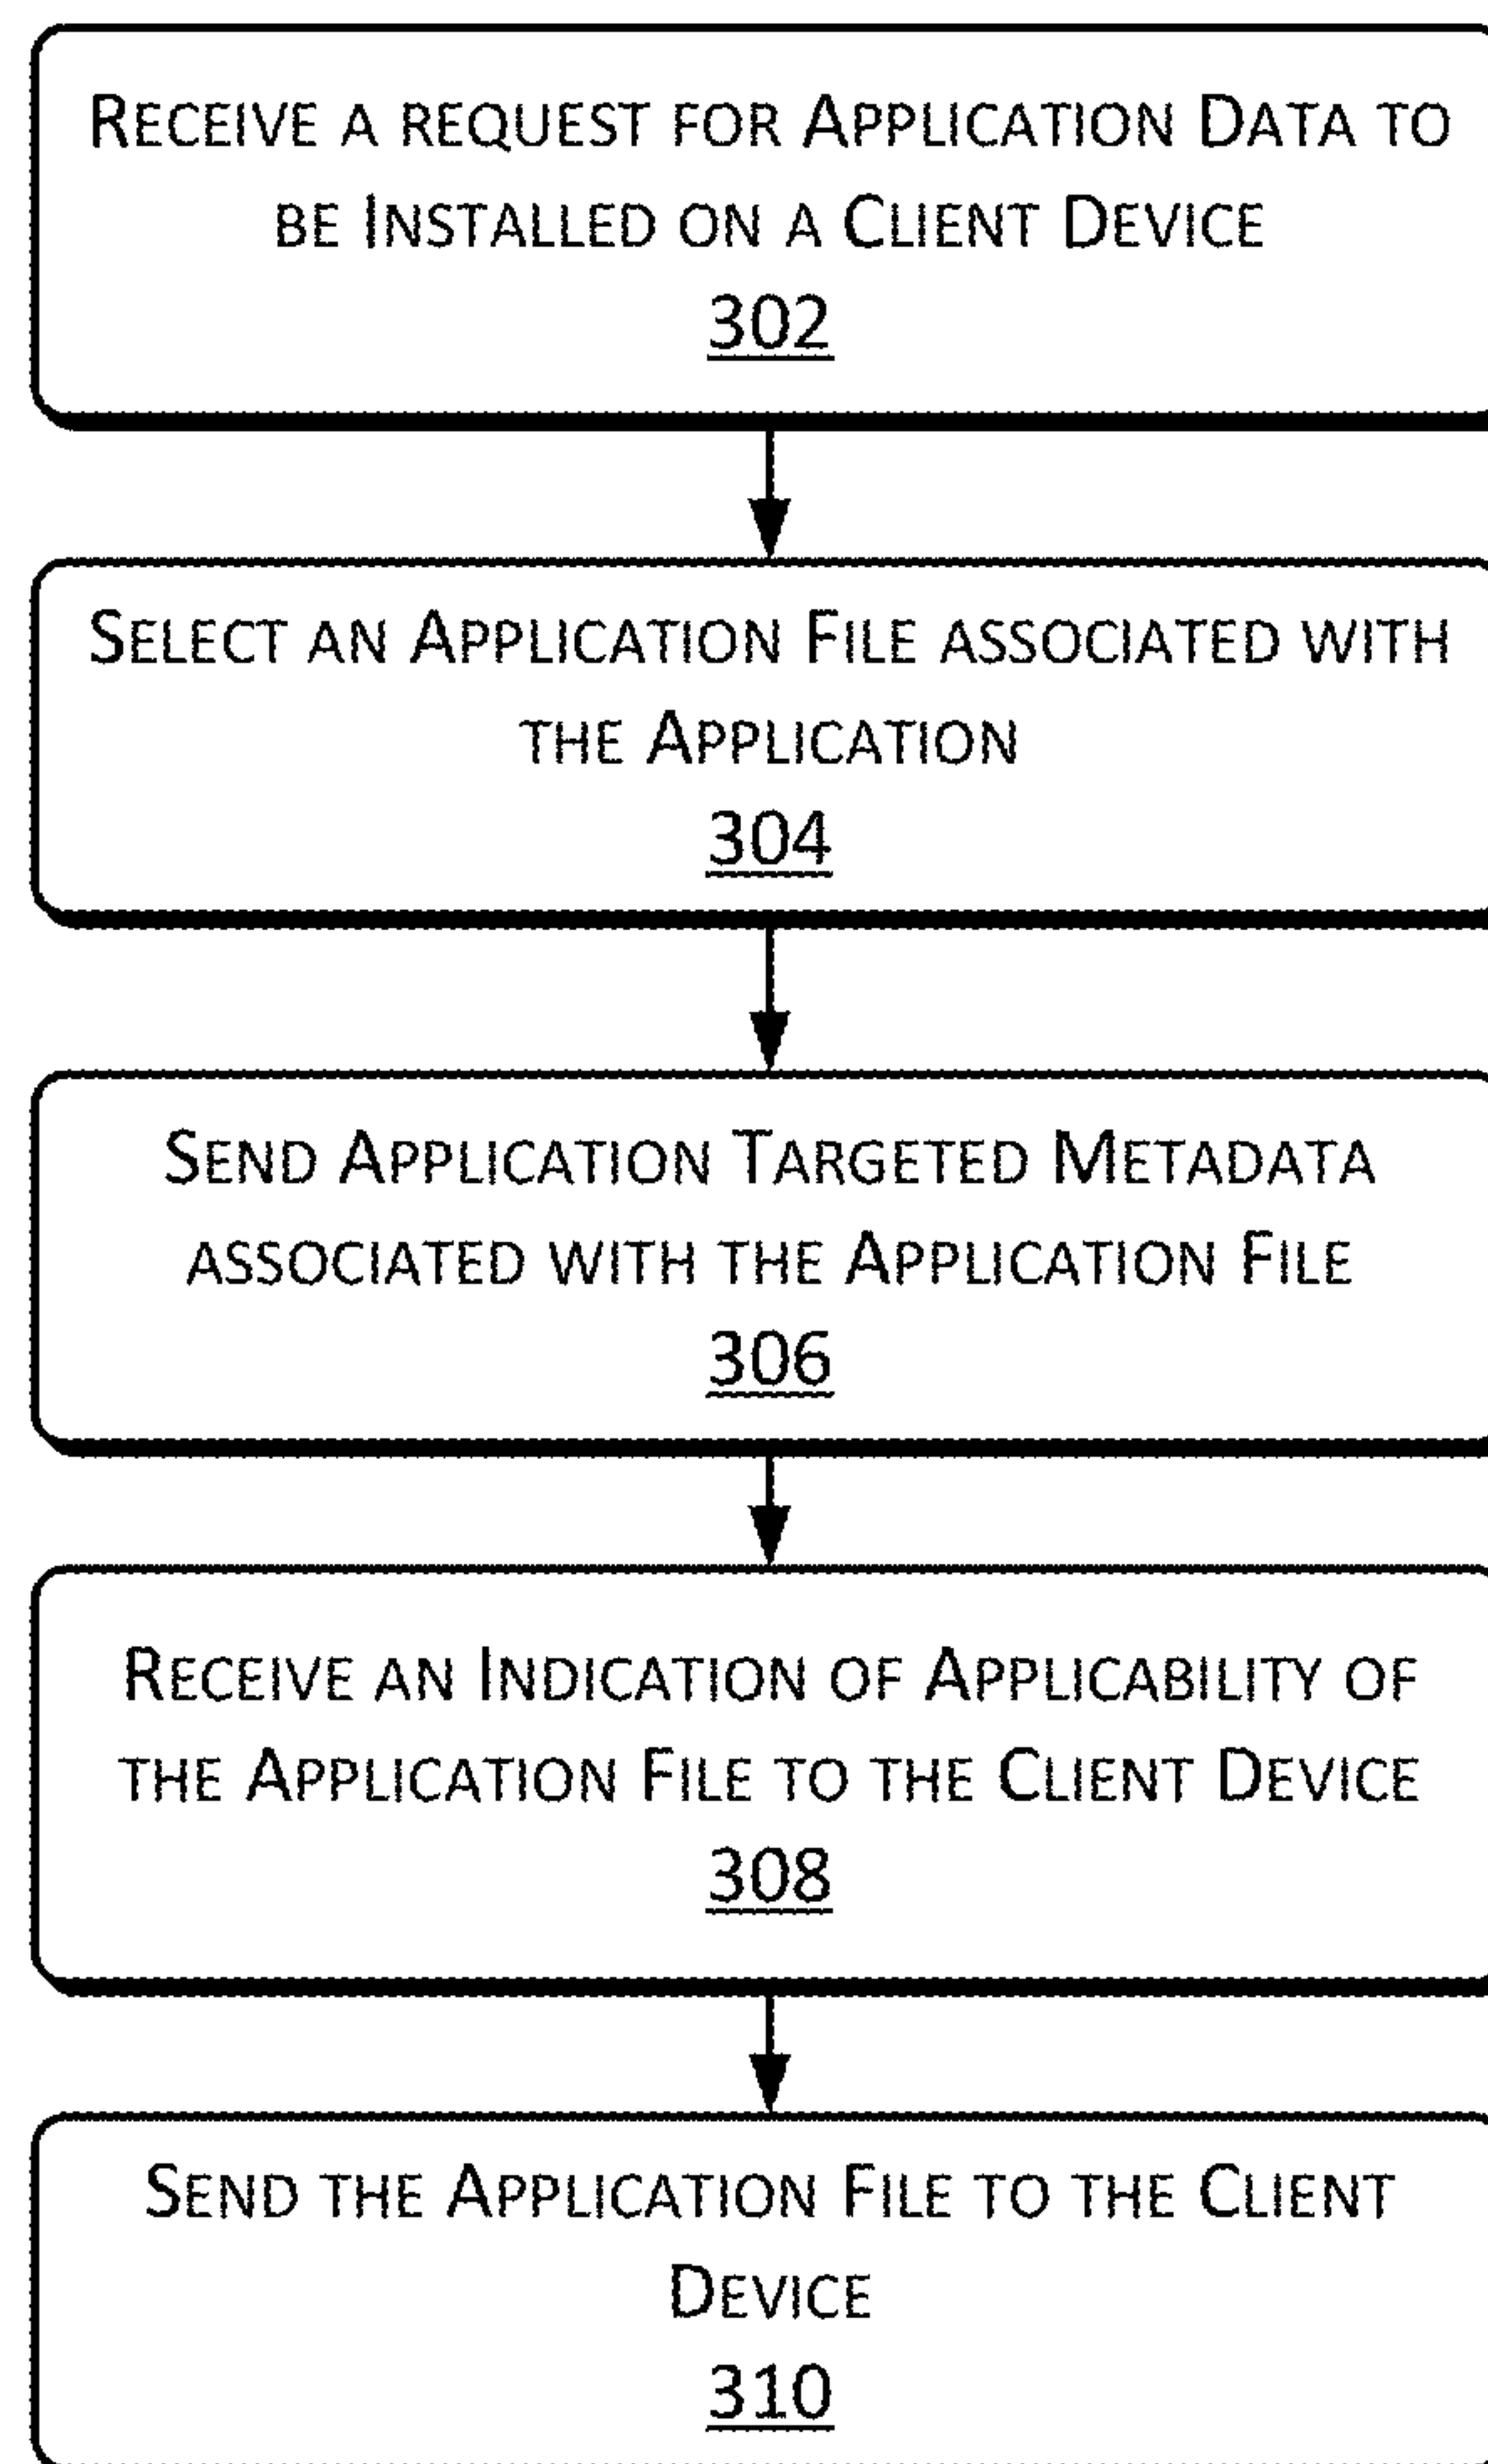 RECEIVE A REQUEST FOR APPLICATION DATA TO
BE INSTALLED ON A CLIENT DEVICE
302
SELECT AN APPLICATION FILE ASSOCIATED WITH
THE APPLICATION
304
SEND APPLICATION TARGETED METADATA
ASSOCIATED WITH THE APPLICATION FILE
306
RECEIVE AN INDICATION OF APPLICABILITY OF
THE APPLICATION FILE TO THE CLIENT DEVICE
308
SEND THE APPLICATION FILE TO THE CLIENT
DEVICE
310